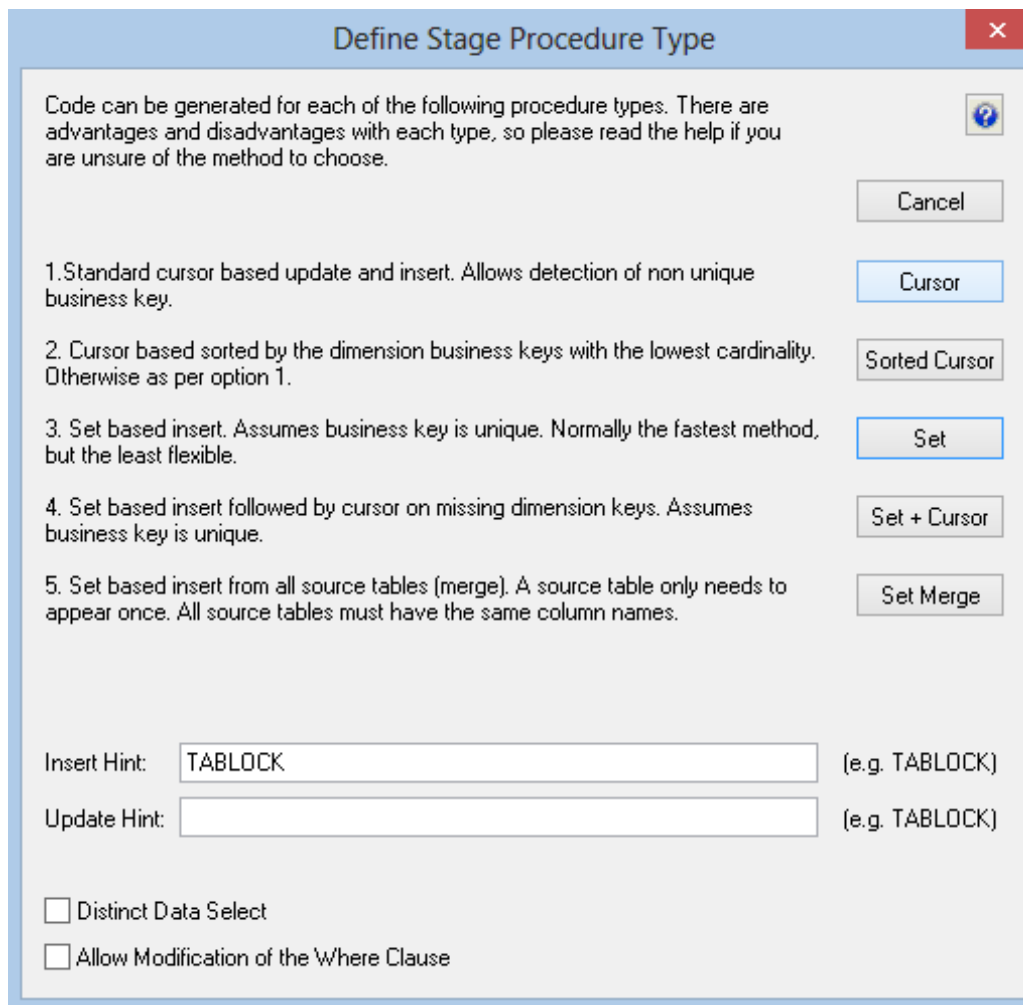 Define Stage Procedure Type
Code can be generated for each of the following procedure types. There are
advantages and disadvantages with each type, so please read the help if you
are unsure of the method to choose.
Cancel
1.Standard cursor based update and insert. Allows detection of non unique
business key.
Cursor
2. Cursor based sorted by the dimension business keys with the lowest cardinality.
Otherwise as per option 1.
Sorted Cursor
3. Set based insert. Assumes business key is unique. Normally the fastest method,
but the least flexible.
Set
4. Set based insert followed by cursor on missing dimension keys. Assumes
business key is unique.
Set + Cursor
5. Set based insert from all source tables (merge). A source table only needs to
appear once. All source tables must have the same column names.
Set Merge
Insert Hint: TABLOCK (e.g. TABLOCK)
Update Hint: (e.g. TABLOCK)
Distinct Data Select
Allow Modification of the Where Clause